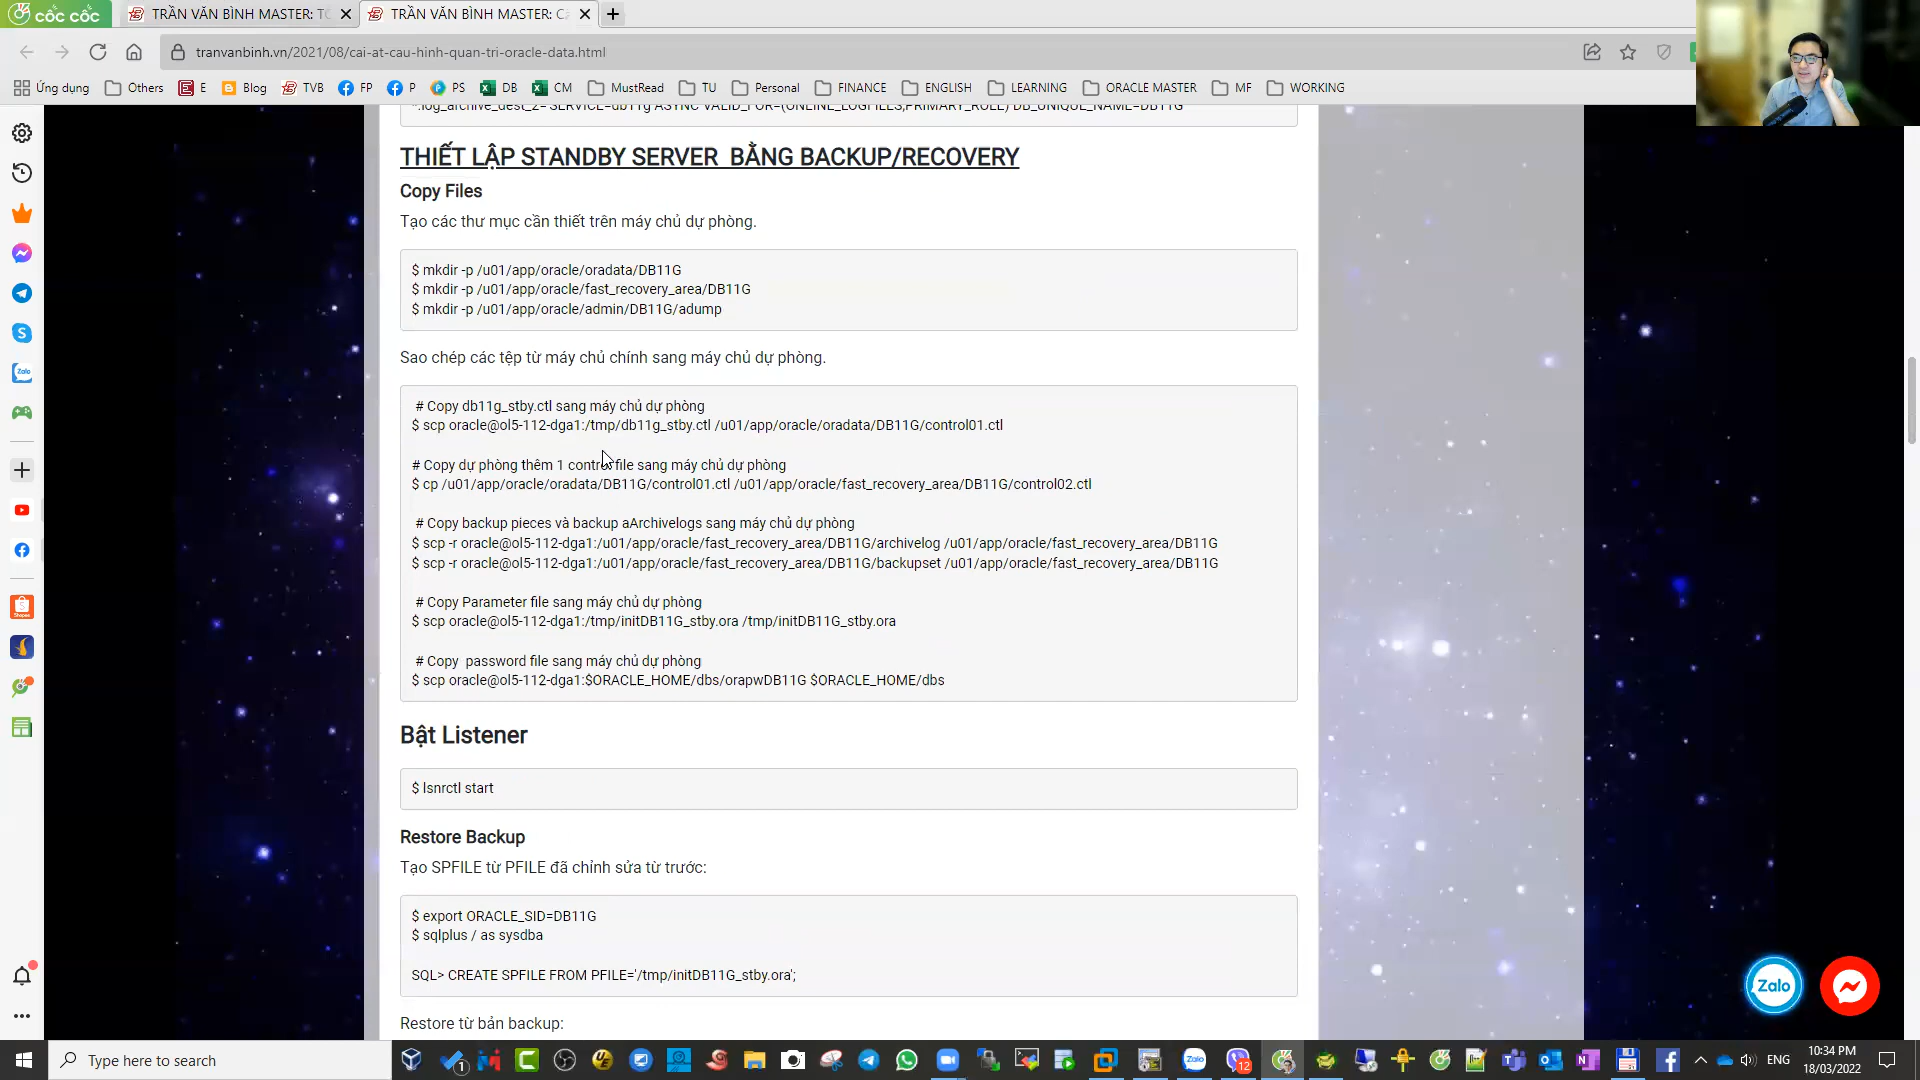 cốc cốc
TRẦN VĂN BÌNH MASTER: TỔ
TRẦN VĂN BÌNH MASTER: Cà
tranvanbinh.vn/2021/08/cai-at-cau-hinh-quan-tri-oracle-data.html
Ứng dụng Others E Blog TVB FP P PS DB CM MustRead TU Personal FINANCE ENGLISH LEARNING ORACLE MASTER MF WORKING
*.log_archive_dest_2='SERVICE=db11g ASYNC VALID_FOR=(ONLINE_LOGFILES,PRIMARY_ROLE) DB_UNIQUE_NAME=DB11G'
THIẾT LẬP STANDBY SERVER BẰNG BACKUP/RECOVERY
Copy Files
Tạo các thư mục cần thiết trên máy chủ dự phòng.
$ mkdir -p /u01/app/oracle/oradata/DB11G
$ mkdir -p /u01/app/oracle/fast_recovery_area/DB11G
$ mkdir -p /u01/app/oracle/admin/DB11G/adump
Sao chép các tệp từ máy chủ chính sang máy chủ dự phòng.
# Copy db11g_stby.ctl sang máy chủ dự phòng
$ scp oracle@ol5-112-dga1:/tmp/db11g_stby.ctl /u01/app/oracle/oradata/DB11G/control01.ctl
# Copy dự phòng thêm 1 control file sang máy chủ dự phòng
$ cp /u01/app/oracle/oradata/DB11G/control01.ctl /u01/app/oracle/fast_recovery_area/DB11G/control02.ctl
# Copy backup pieces và backup aArchivelogs sang máy chủ dự phòng
$ scp -r oracle@ol5-112-dga1:/u01/app/oracle/fast_recovery_area/DB11G/archivelog /u01/app/oracle/fast_recovery_area/DB11G
$ scp -r oracle@ol5-112-dga1:/u01/app/oracle/fast_recovery_area/DB11G/backupset /u01/app/oracle/fast_recovery_area/DB11G
# Copy Parameter file sang máy chủ dự phòng
$ scp oracle@ol5-112-dga1:/tmp/initDB11G_stby.ora /tmp/initDB11G_stby.ora
# Copy  password file sang máy chủ dự phòng
$ scp oracle@ol5-112-dga1:$ORACLE_HOME/dbs/orapwDB11G $ORACLE_HOME/dbs
Bật Listener
$ lsnrctl start
Restore Backup
Tạo SPFILE từ PFILE đã chỉnh sửa từ trước:
$ export ORACLE_SID=DB11G
$ sqlplus / as sysdba
SQL> CREATE SPFILE FROM PFILE='/tmp/initDB11G_stby.ora';
Restore từ bản backup:
Zalo
Type here to search
1
Zalo
12
ENG
10:34 PM
18/03/2022